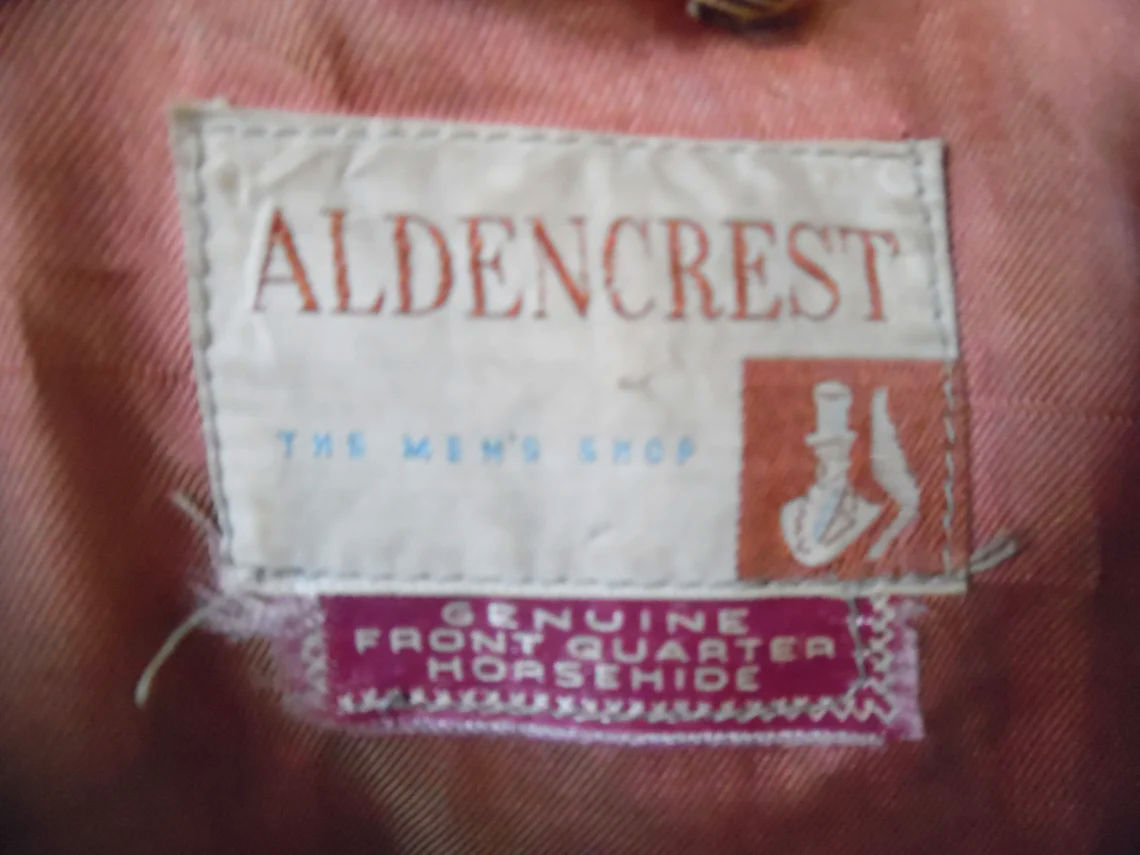 ALDENCREST
THE MEN'S SHOP
GENUINE
FRONT QUARTER
HORSEHIDE